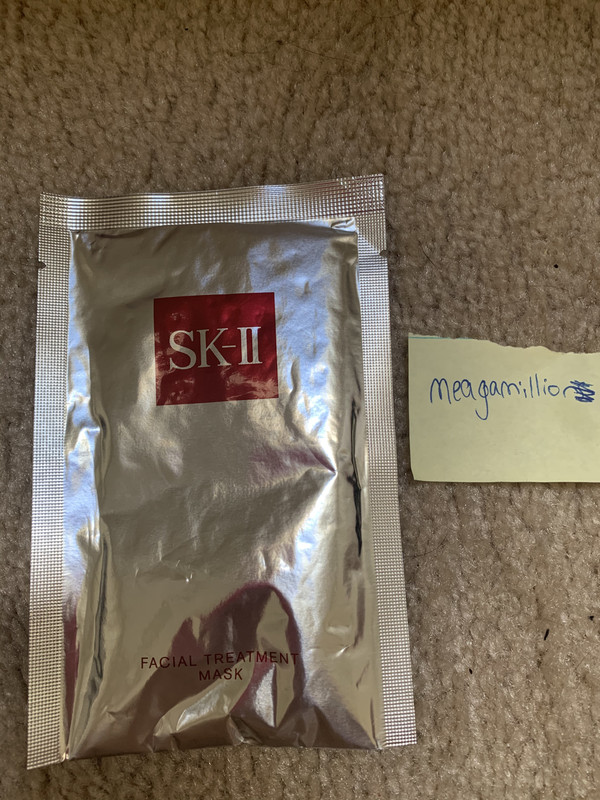 SK-II
meagamillion
FACIAL TREATMENT
MASK